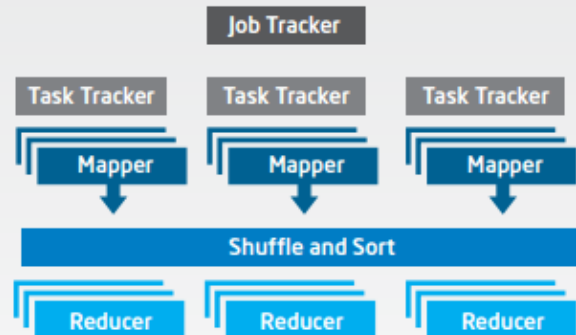 Job Tracker
Task Tracker Task Tracker Task Tracker
Mapper Mapper Mapper
Shuffle and Sort
Reducer Reducer Reducer